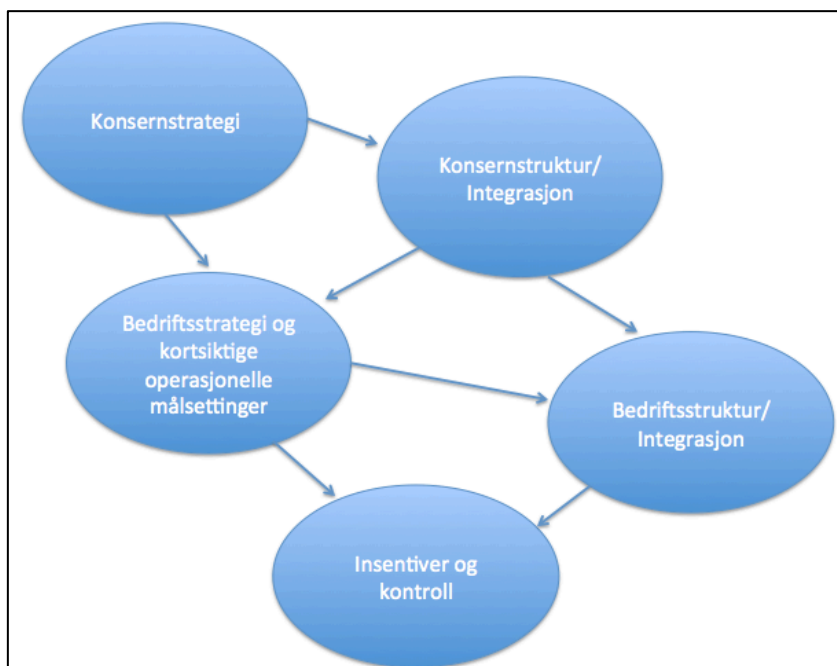 Konsernstrategi
Konsernstruktur/
Integrasjon
Bedriftsstrategi og
kortsiktige
operasjonelle
målsettinger
Bedriftsstruktur/
Integrasjon
Insentiver og
kontroll